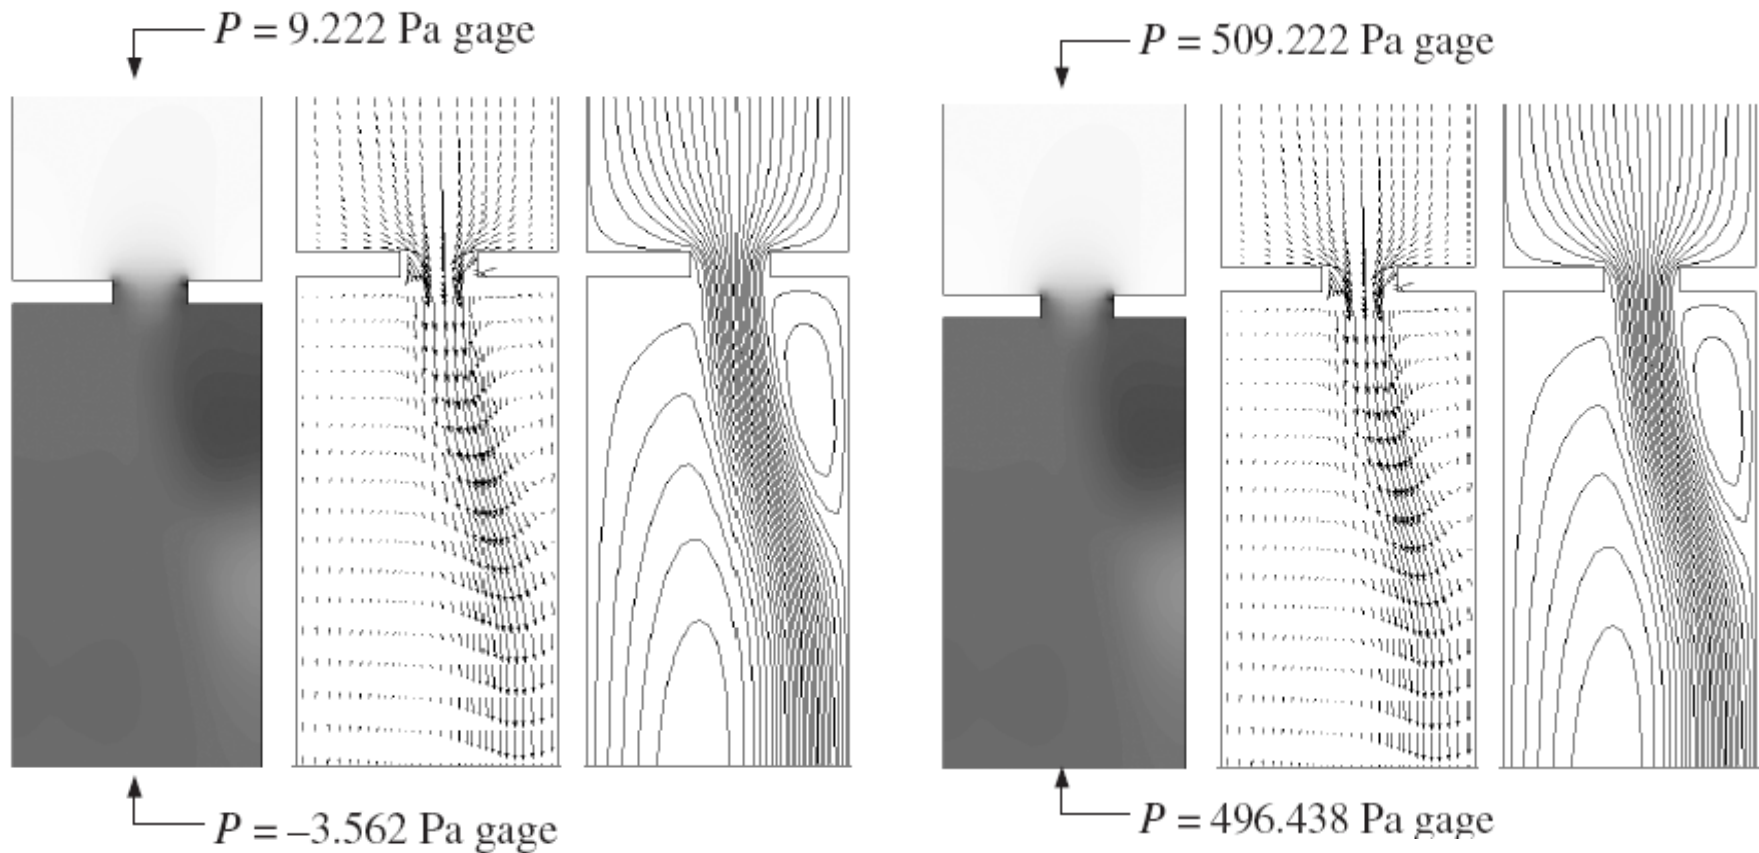 P = 9.222 Pa gage
P = 509.222 Pa gage
P = –3.562 Pa gage
P = 496.438 Pa gage